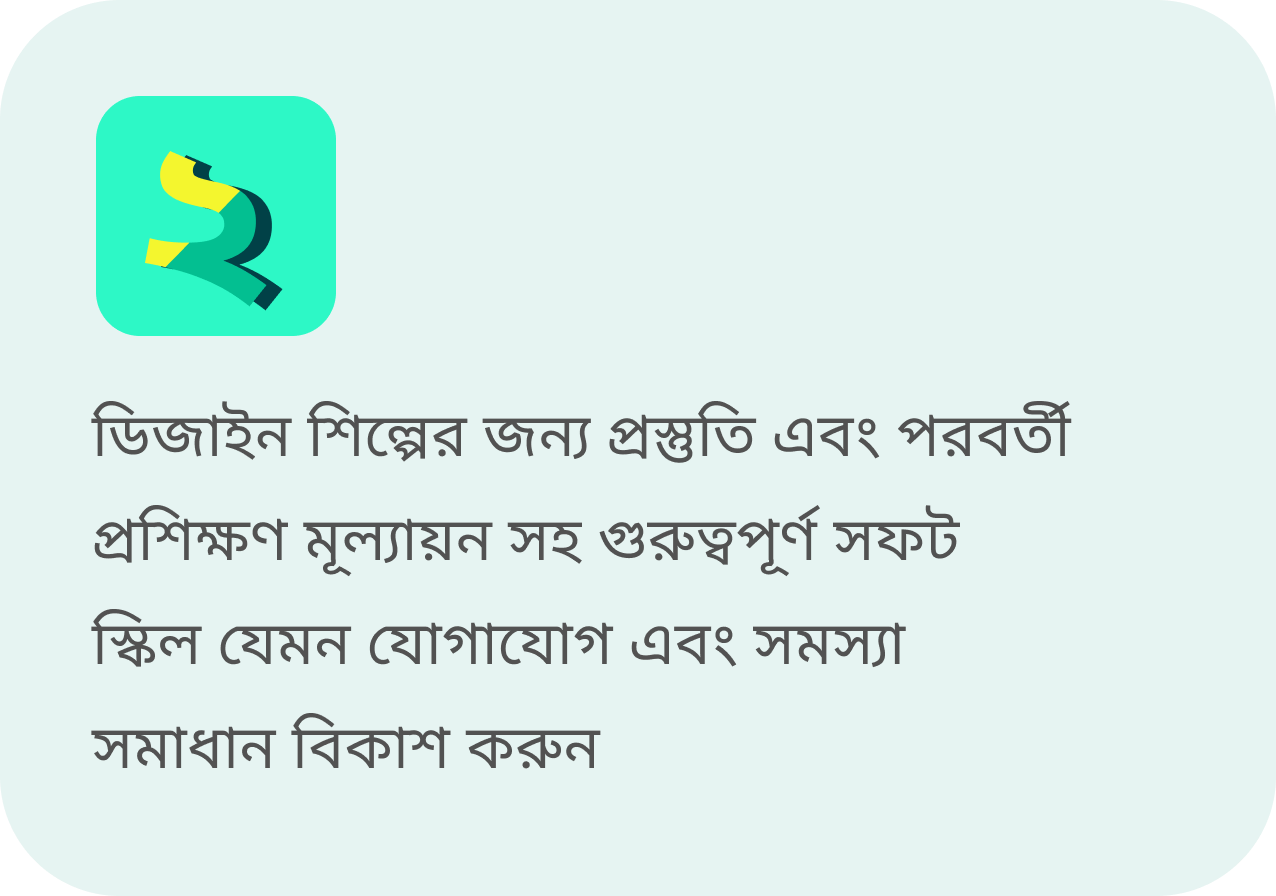 ২
ডিজাইন শিল্পের জন্য প্রস্তুতি এবং পরবর্তী
প্রশিক্ষণ মূল্যায়ন সহ গুরুত্বপূর্ণ সফট
স্কিল যেমন যোগাযোগ এবং সমস্যা
সমাধান বিকাশ করুন